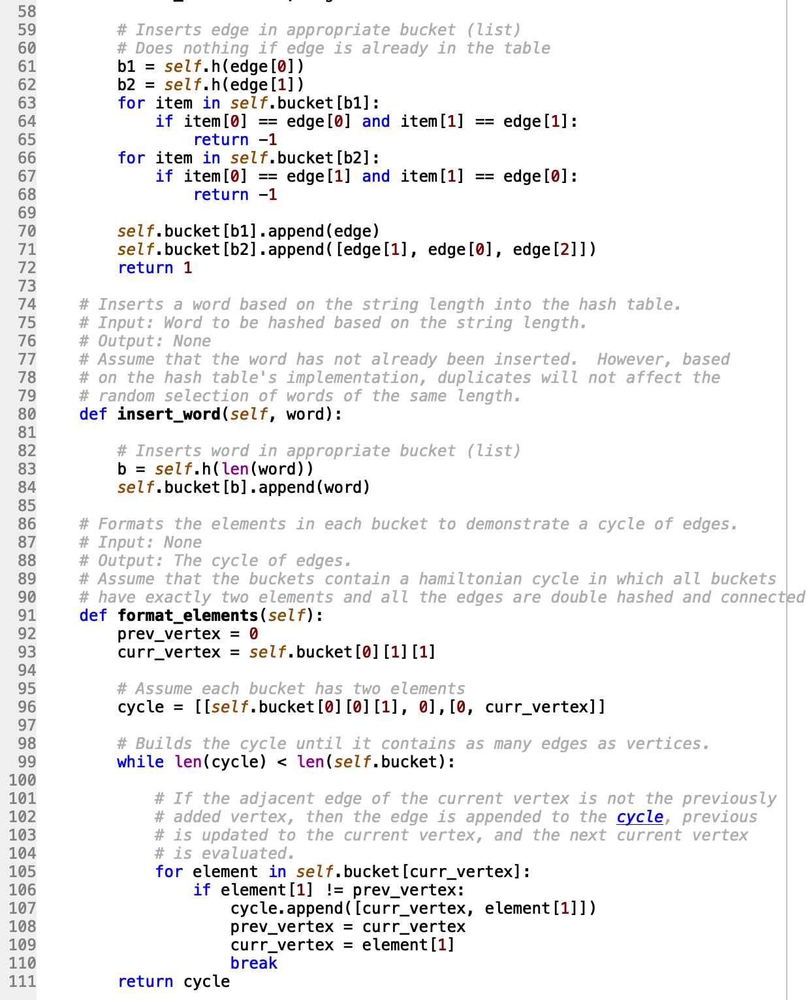 58
59 # Inserts edge in appropriate bucket (list)
60 # Does nothing if edge is already in the table
61 b1 = self.h(edge[0])
62 b2 = self.h(edge[1])
63 for item in self.bucket[b1]:
64 if item[0] == edge[0] and item[1] == edge[1]:
65 return -1
66 for item in self.bucket[b2]:
67 if item[0] == edge[1] and item[1] == edge[0]:
68 return -1
69
70 self.bucket[b1].append(edge)
71 self.bucket[b2].append([edge[1], edge[0], edge[2]])
72 return 1
73
74 # Inserts a word based on the string length into the hash table.
75 # Input: Word to be hashed based on the string length.
76 # Output: None
77 # Assume that the word has not already been inserted.  However, based
78 # on the hash table's implementation, duplicates will not affect the
79 # random selection of words of the same length.
80 def insert_word(self, word):
81
82 # Inserts word in appropriate bucket (list)
83 b = self.h(len(word))
84 self.bucket[b].append(word)
85
86 # Formats the elements in each bucket to demonstrate a cycle of edges.
87 # Input: None
88 # Output: The cycle of edges.
89 # Assume that the buckets contain a hamiltonian cycle in which all buckets
90 # have exactly two elements and all the edges are double hashed and connected
91 def format_elements(self):
92 prev_vertex = 0
93 curr_vertex = self.bucket[0][1][1]
94
95 # Assume each bucket has two elements
96 cycle = [[self.bucket[0][0][1], 0],[0, curr_vertex]]
97
98 # Builds the cycle until it contains as many edges as vertices.
99 while len(cycle) < len(self.bucket):
100
101 # If the adjacent edge of the current vertex is not the previously
102 # added vertex, then the edge is appended to the cycle, previous
103 # is updated to the current vertex, and the next current vertex
104 # is evaluated.
105 for element in self.bucket[curr_vertex]:
106 if element[1] != prev_vertex:
107 cycle.append([curr_vertex, element[1]])
108 prev_vertex = curr_vertex
109 curr_vertex = element[1]
110 break
111 return cycle